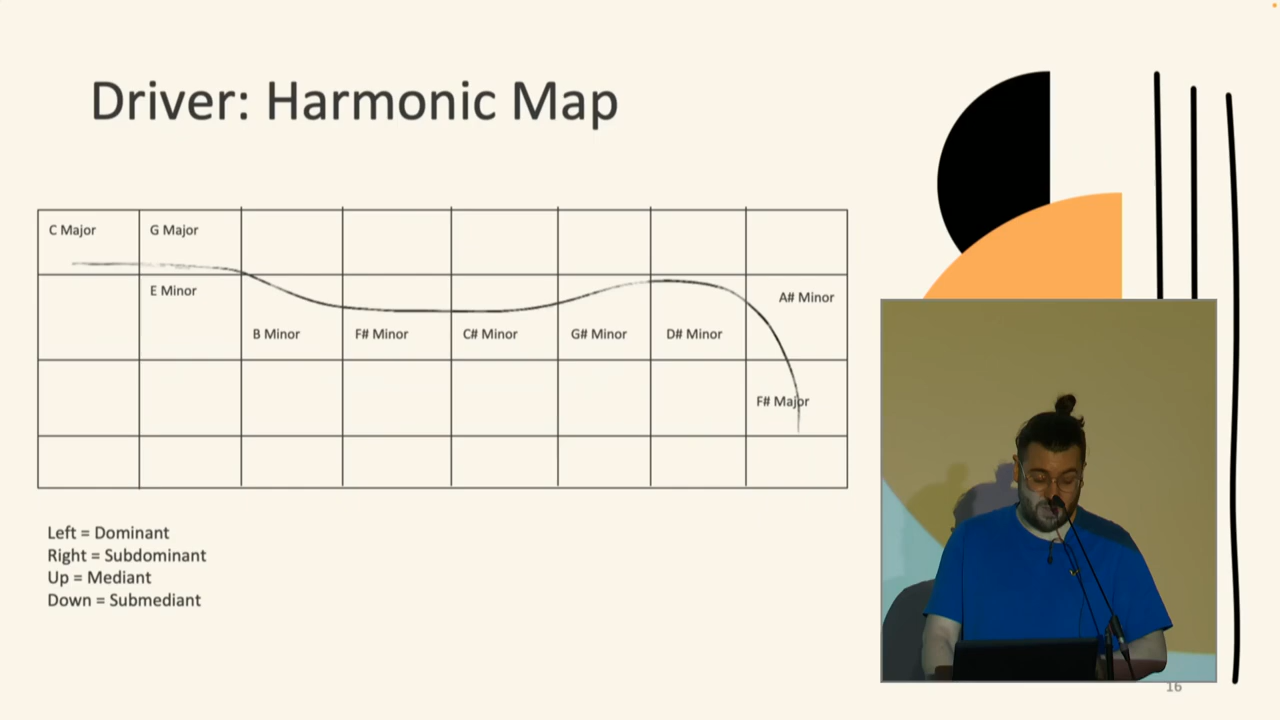 Driver: Harmonic Map
C Major
G Major
E Minor
A# Minor
B Minor
F# Minor
C# Minor
G# Minor
D# Minor
F# Major
Left = Dominant
Right = Subdominant
Up = Mediant
Down = Submediant
16